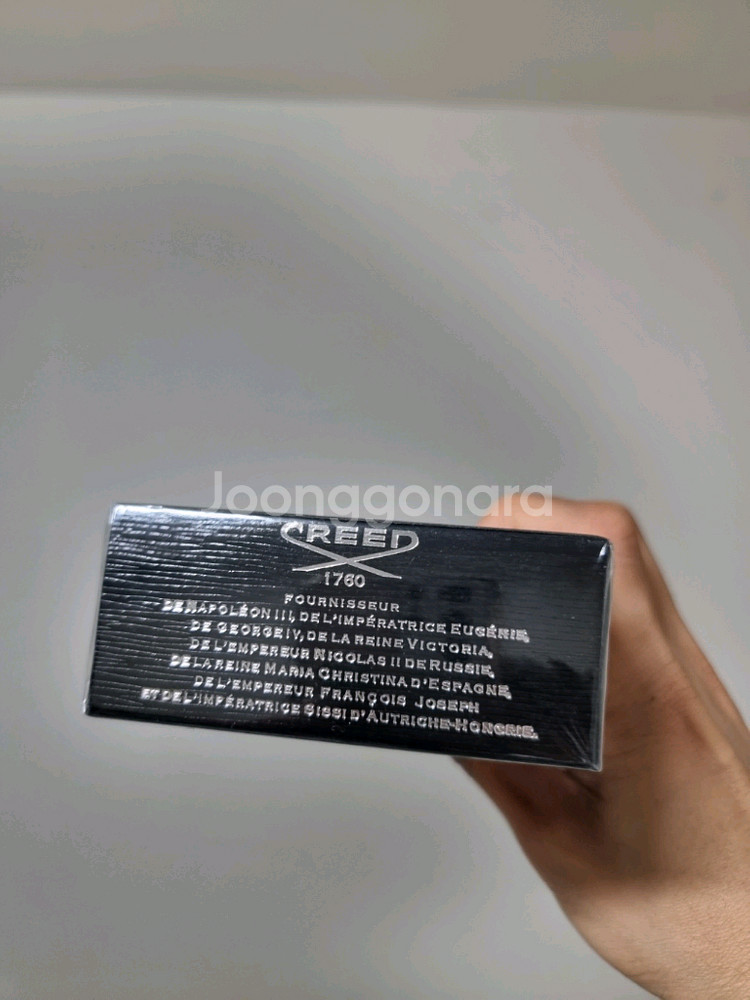 Joonggonara
CREED
1760
FOURNISSEUR
DE NAPOLÉON III, DE L'IMPÉRATRICE EUGÉNIE,
DE GEORGE IV, DE LA REINE VICTORIA,
DE L'EMPEREUR NICOLAS II DE RUSSIE,
DE LA REINE MARIA CHRISTINA D'ESPAGNE,
DE L'EMPEREUR FRANÇOIS JOSEPH
ET DE L'IMPÉRATRICE SISSI D'AUTRICHE-HONGRIE.